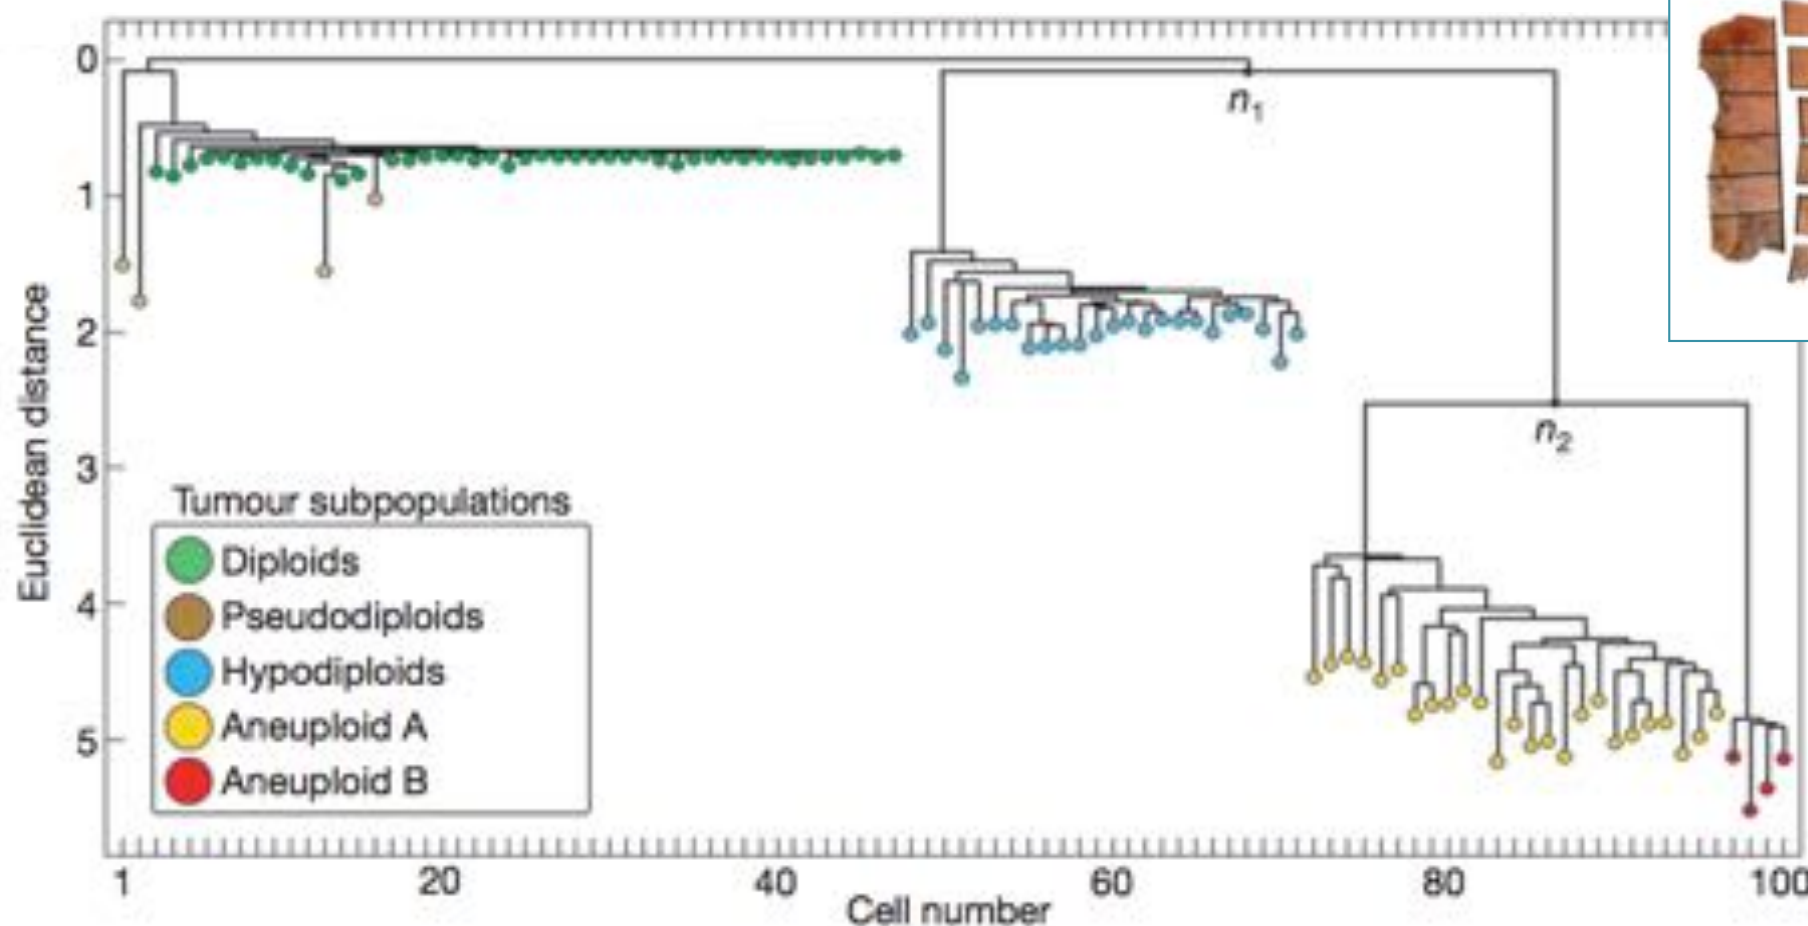 0
n1
1
2
n2
3
4
5
Euclidean distance
Tumour subpopulations
Diploids
Pseudodiploids
Hypodiploids
Aneuploid A
Aneuploid B
1 20 40 60 80 100
Cell number